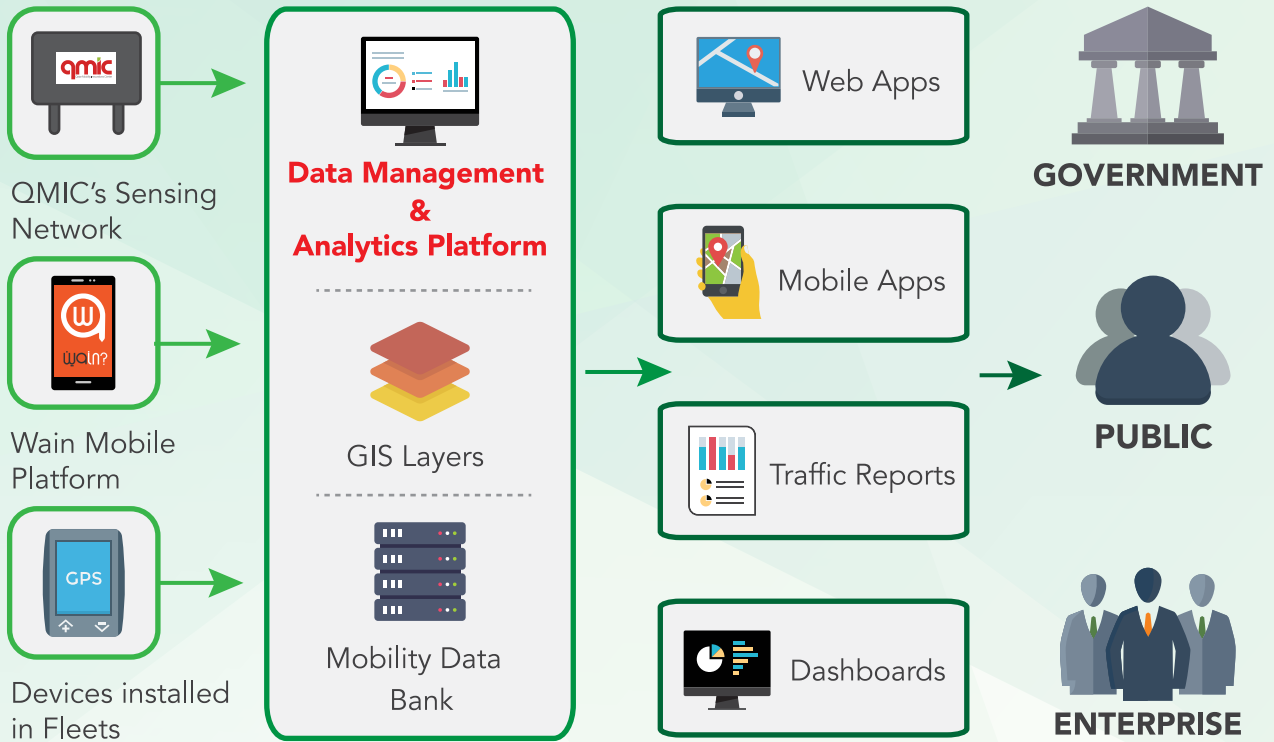 qmic
QMIC's Sensing
Network
W
wain?
Wain Mobile
Platform
GPS
Devices installed
in Fleets
Data Management
&
Analytics Platform
GIS Layers
Mobility Data
Bank
Web Apps
Mobile Apps
Traffic Reports
Dashboards
GOVERNMENT
PUBLIC
ENTERPRISE